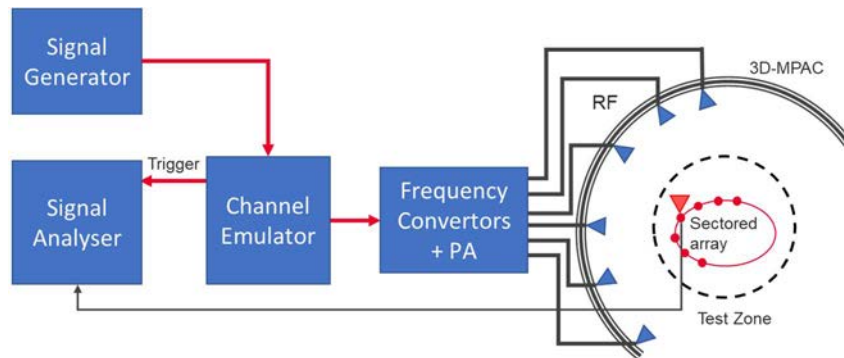 Signal
Generator
3D-MPAC
RF
Trigger
Signal
Analyser
Channel
Emulator
Frequency
Convertors
+ PA
Sectored
array
Test Zone